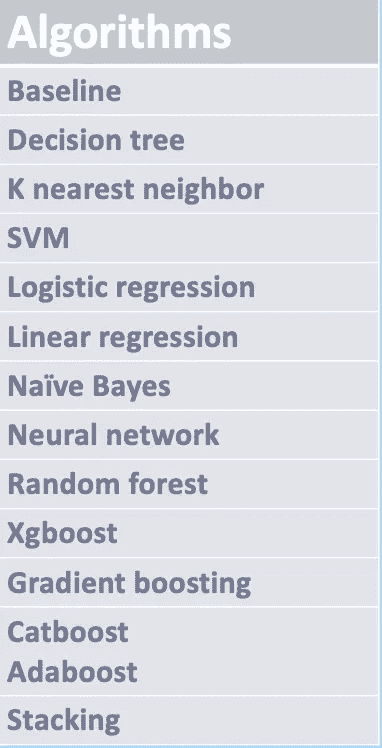 Algorithms
Baseline
Decision tree
K nearest neighbor
SVM
Logistic regression
Linear regression
Naïve Bayes
Neural network
Random forest
Xgboost
Gradient boosting
Catboost
Adaboost
Stacking